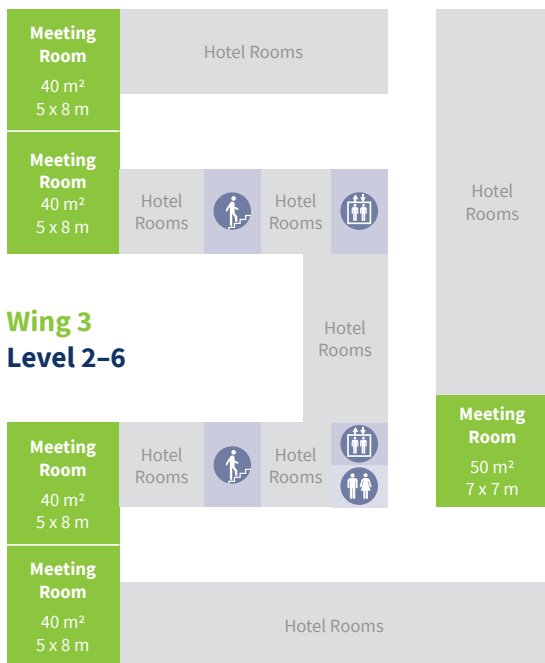 Meeting
Room
40 m²
5 x 8 m
Hotel Rooms
Meeting
Room
40 m²
5 x 8 m
Hotel
Rooms
Hotel
Rooms
Hotel
Rooms
Wing 3
Level 2–6
Hotel
Rooms
Meeting
Room
50 m²
7 x 7 m
Meeting
Room
40 m²
5 x 8 m
Hotel
Rooms
Hotel
Rooms
Meeting
Room
40 m²
5 x 8 m
Hotel Rooms